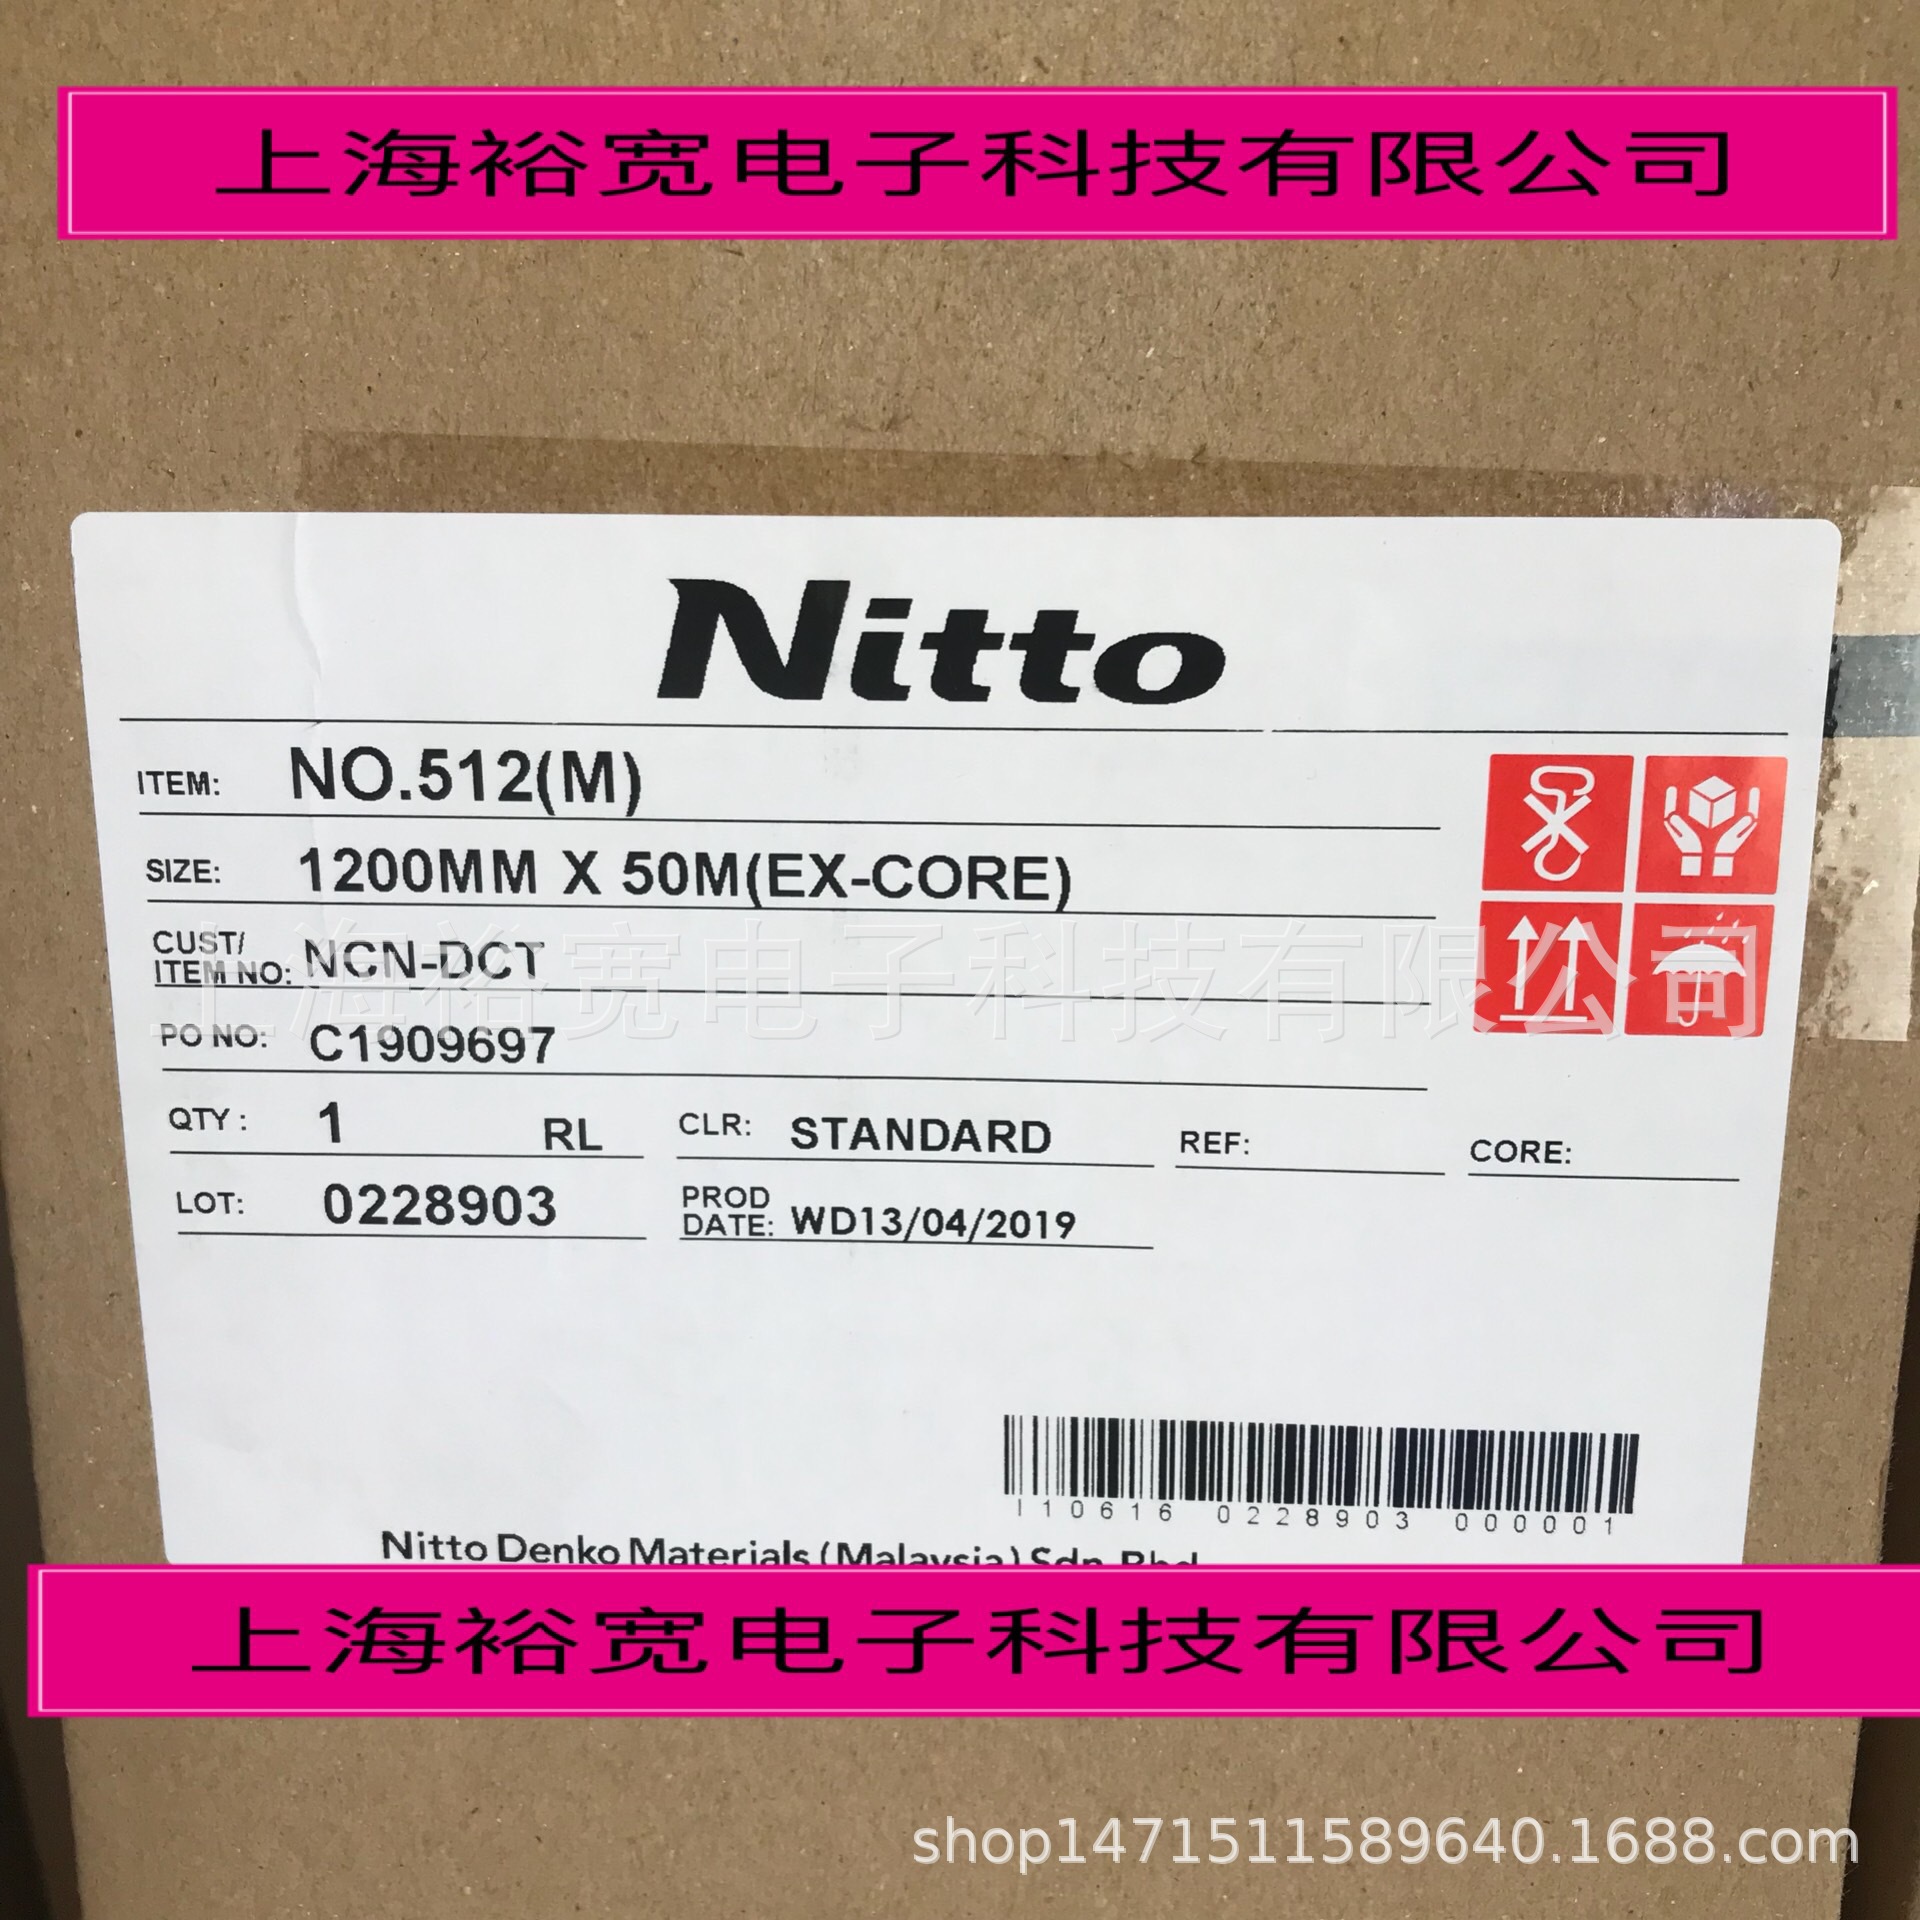 上海裕宽电子科技有限公司
Nitto
ITEM: NO.512(M)
SIZE: 1200MM X 50M(EX-CORE)
CUST/
ITEM NO: NCN-DCT
上海裕宽电子科技有限公司
PO NO: C1909697
QTY : 1 RL CLR: STANDARD REF: CORE:
LOT: 0228903 PROD
DATE: WD13/04/2019
I10616 0228903 000001
Nitto Denko Materials (Malaysia) Sdn. Bhd.
上海裕宽电子科技有限公司
shop1471511589640.1688.com